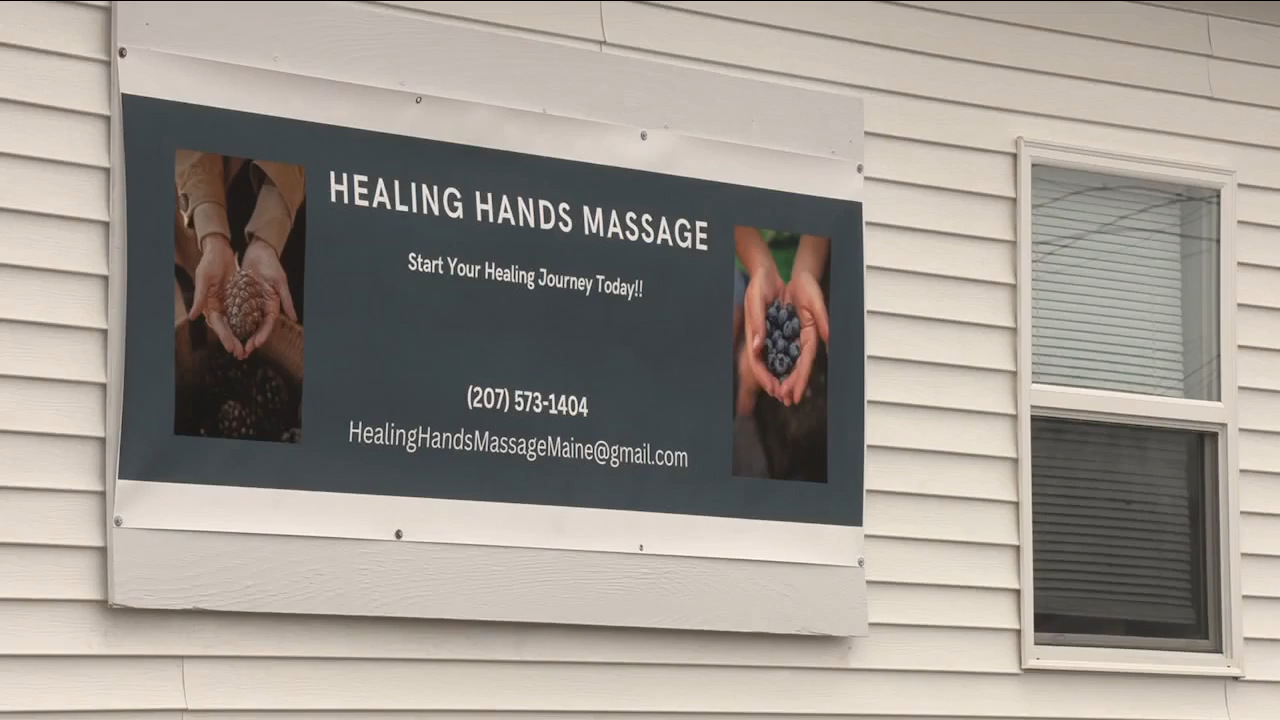 HEALING HANDS MASSAGE
Start Your Healing Journey Today!!
(207) 573-1404
HealingHandsMassageMaine@gmail.com